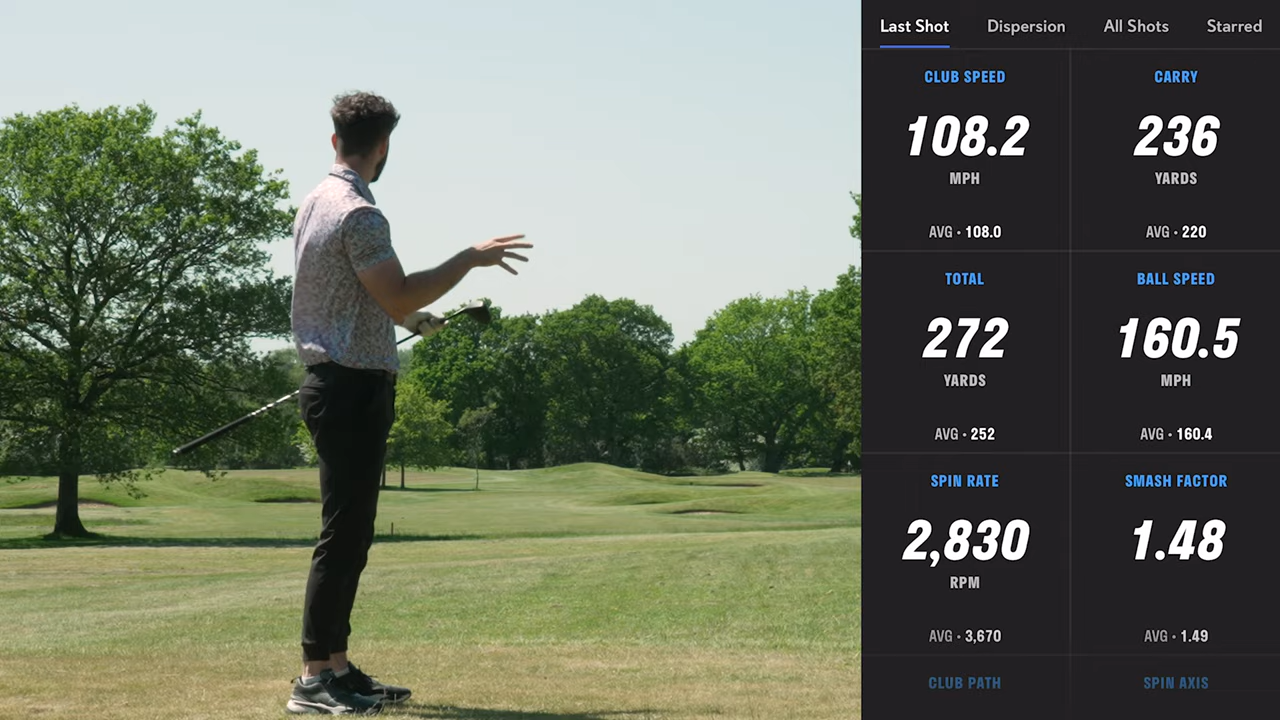 Last Shot Dispersion All Shots Starred
CLUB SPEED
108.2
MPH
AVG • 108.0
CARRY
236
YARDS
AVG • 220
TOTAL
272
YARDS
AVG • 252
BALL SPEED
160.5
MPH
AVG • 160.4
SPIN RATE
2,830
RPM
AVG • 3,670
SMASH FACTOR
1.48
AVG • 1.49
CLUB PATH
SPIN AXIS